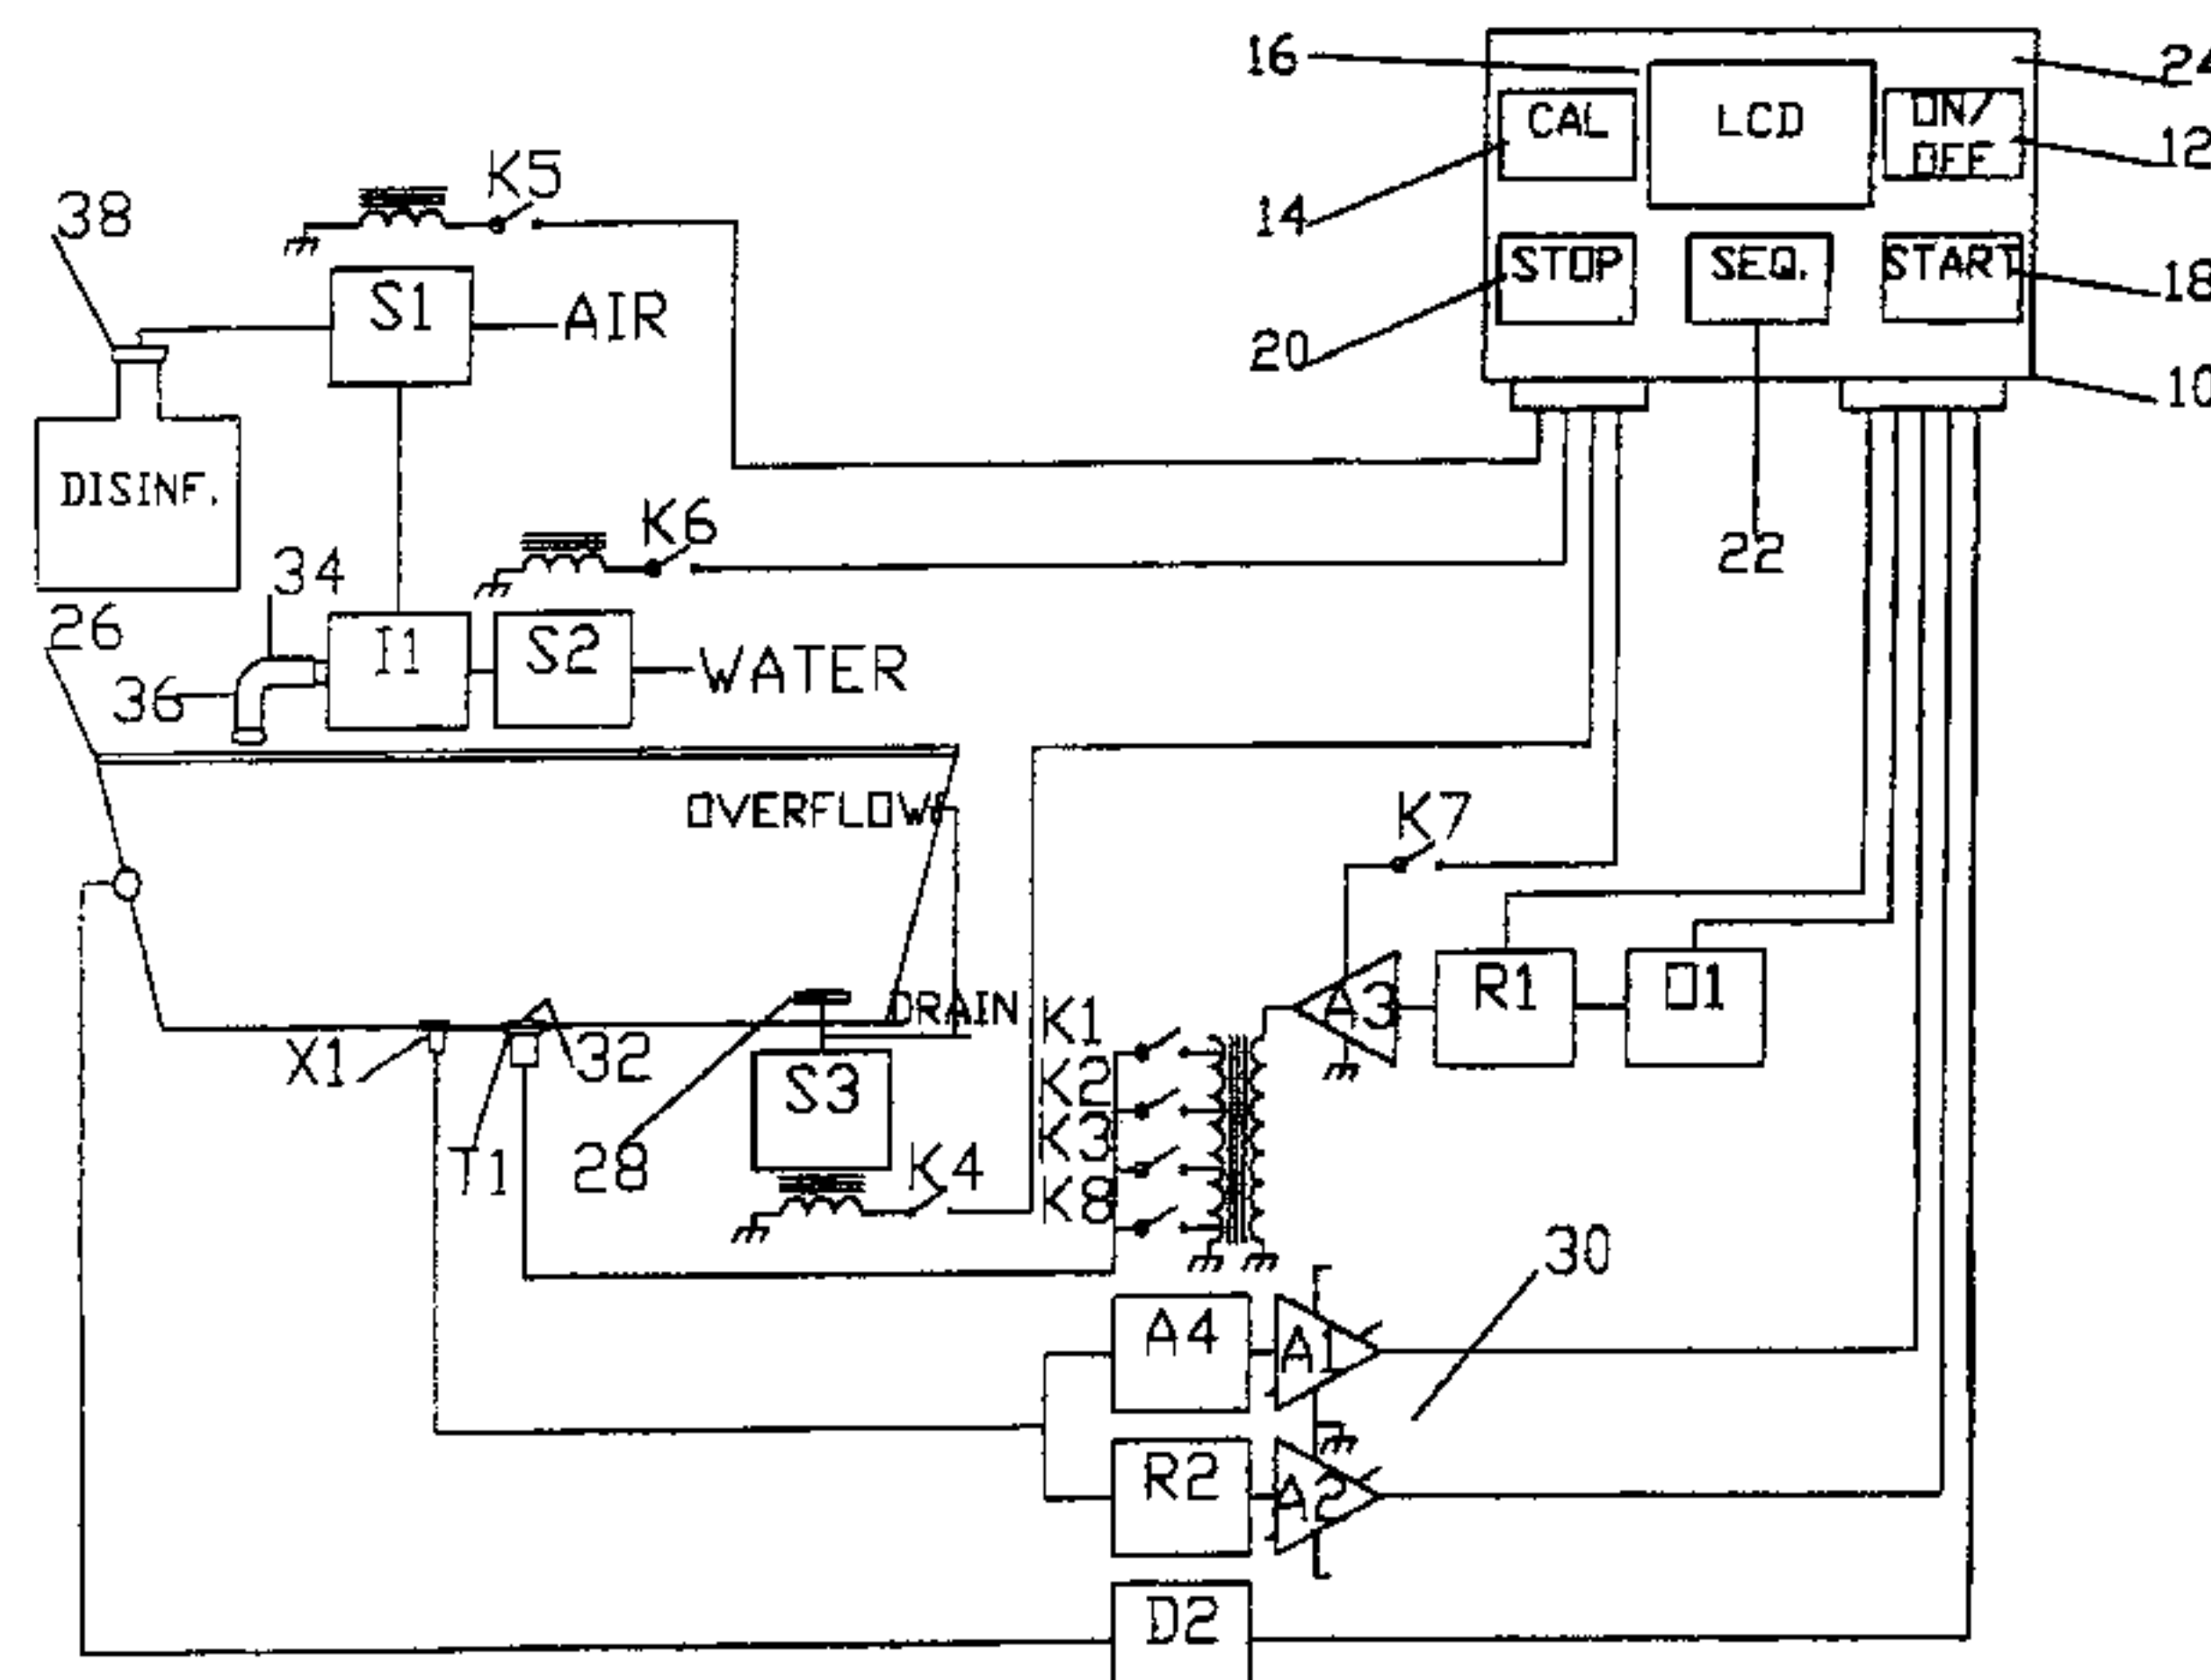 16
24
CAL
LCD
ON/
OFF
12
K5
38
14
S1
AIR
STOP
SEQ.
START
18
20
10
DISINF.
K6
34
22
26
I1
S2
WATER
36
OVERFLOW
K7
DRAIN
K1
A3
R1
O1
X1
32
K2
S3
K3
T1
28
K4
K8
30
A4
A1
R2
A2
D2